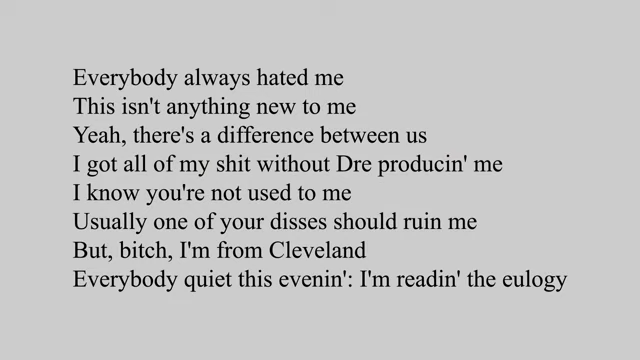 Everybody always hated me
This isn't anything new to me
Yeah, there's a difference between us
I got all of my shit without Dre producin' me
I know you're not used to me
Usually one of your disses should ruin me
But, bitch, I'm from Cleveland
Everybody quiet this evenin': I'm readin' the eulogy